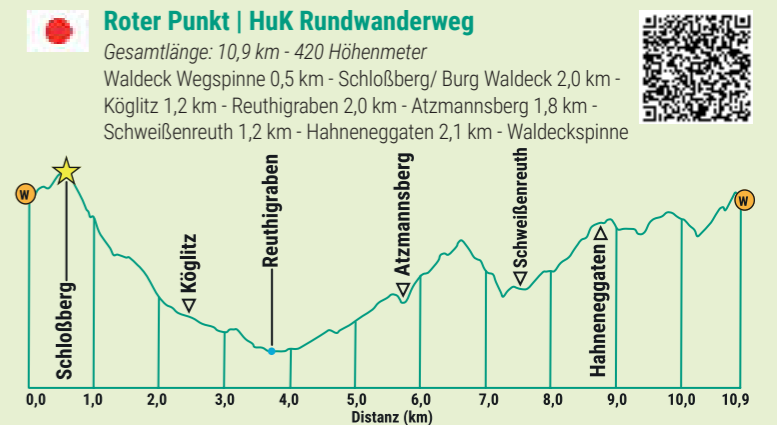 Roter Punkt | HuK Rundwanderweg
Gesamtlänge: 10,9 km - 420 Höhenmeter
Waldeck Wegspinne 0,5 km - Schloßberg/ Burg Waldeck 2,0 km -
Köglitz 1,2 km - Reuthigraben 2,0 km - Atzmannsberg 1,8 km -
Schweißenreuth 1,2 km - Hahneneggaten 2,1 km - Waldeckspinne
W
Schloßberg
Köglitz
Reuthigraben
Atzmannsberg
Schweißenreuth
Hahneneggaten
W
0,0 1,0 2,0 3,0 4,0 5,0 6,0 7,0 8,0 9,0 10,0 10,9
Distanz (km)